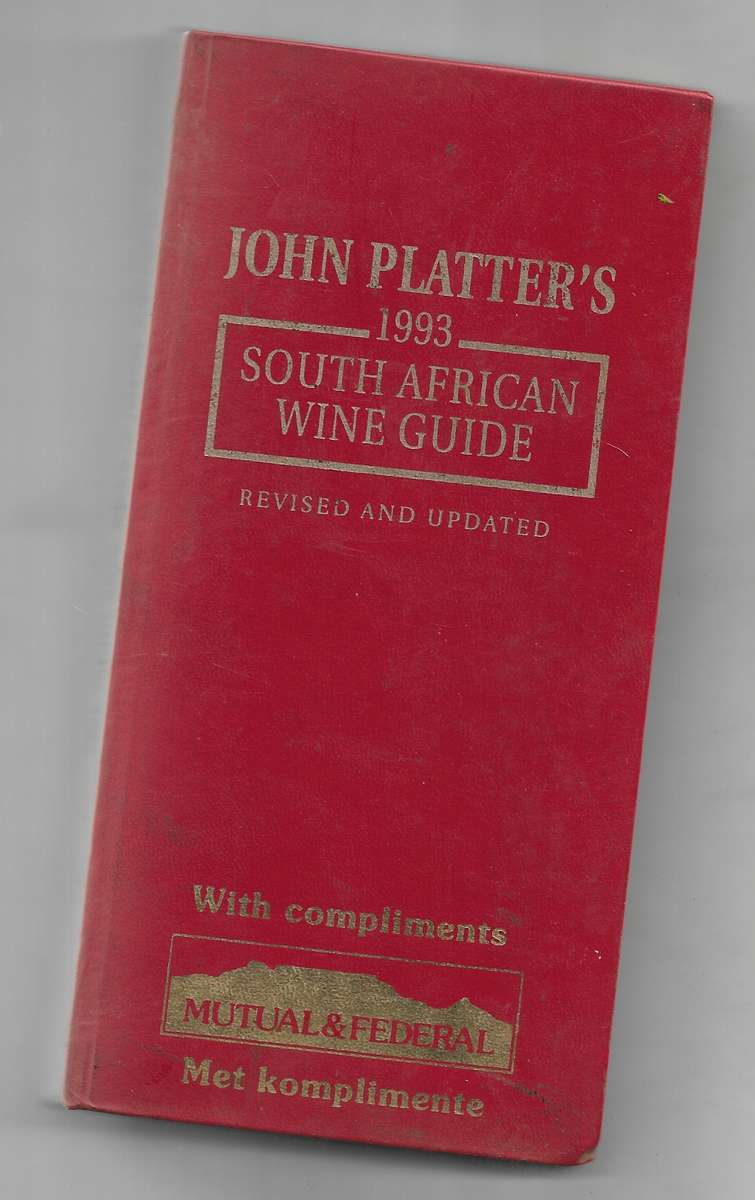 JOHN PLATTER'S
1993
SOUTH AFRICAN
WINE GUIDE
REVISED AND UPDATED
With compliments
MUTUAL & FEDERAL
Met komplimente